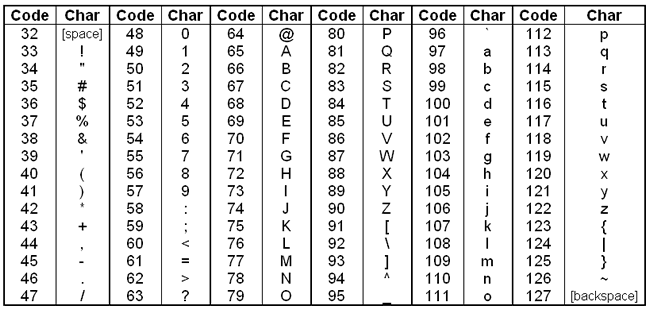 Code Char Code Char Code Char Code Char Code Char Code Char
32 [space] 48 0 64 @ 80 P 96 ` 112 p
33 ! 49 1 65 A 81 Q 97 a 113 q
34 " 50 2 66 B 82 R 98 b 114 r
35 # 51 3 67 C 83 S 99 c 115 s
36 $ 52 4 68 D 84 T 100 d 116 t
37 % 53 5 69 E 85 U 101 e 117 u
38 & 54 6 70 F 86 V 102 f 118 v
39 ' 55 7 71 G 87 W 103 g 119 w
40 ( 56 8 72 H 88 X 104 h 120 x
41 ) 57 9 73 I 89 Y 105 i 121 y
42 * 58 : 74 J 90 Z 106 j 122 z
43 + 59 ; 75 K 91 [ 107 k 123 {
44 , 60 < 76 L 92 \ 108 l 124 |
45 - 61 = 77 M 93 ] 109 m 125 }
46 . 62 > 78 N 94 ^ 110 n 126 ~
47 / 63 ? 79 O 95 _ 111 o 127 [backspace]